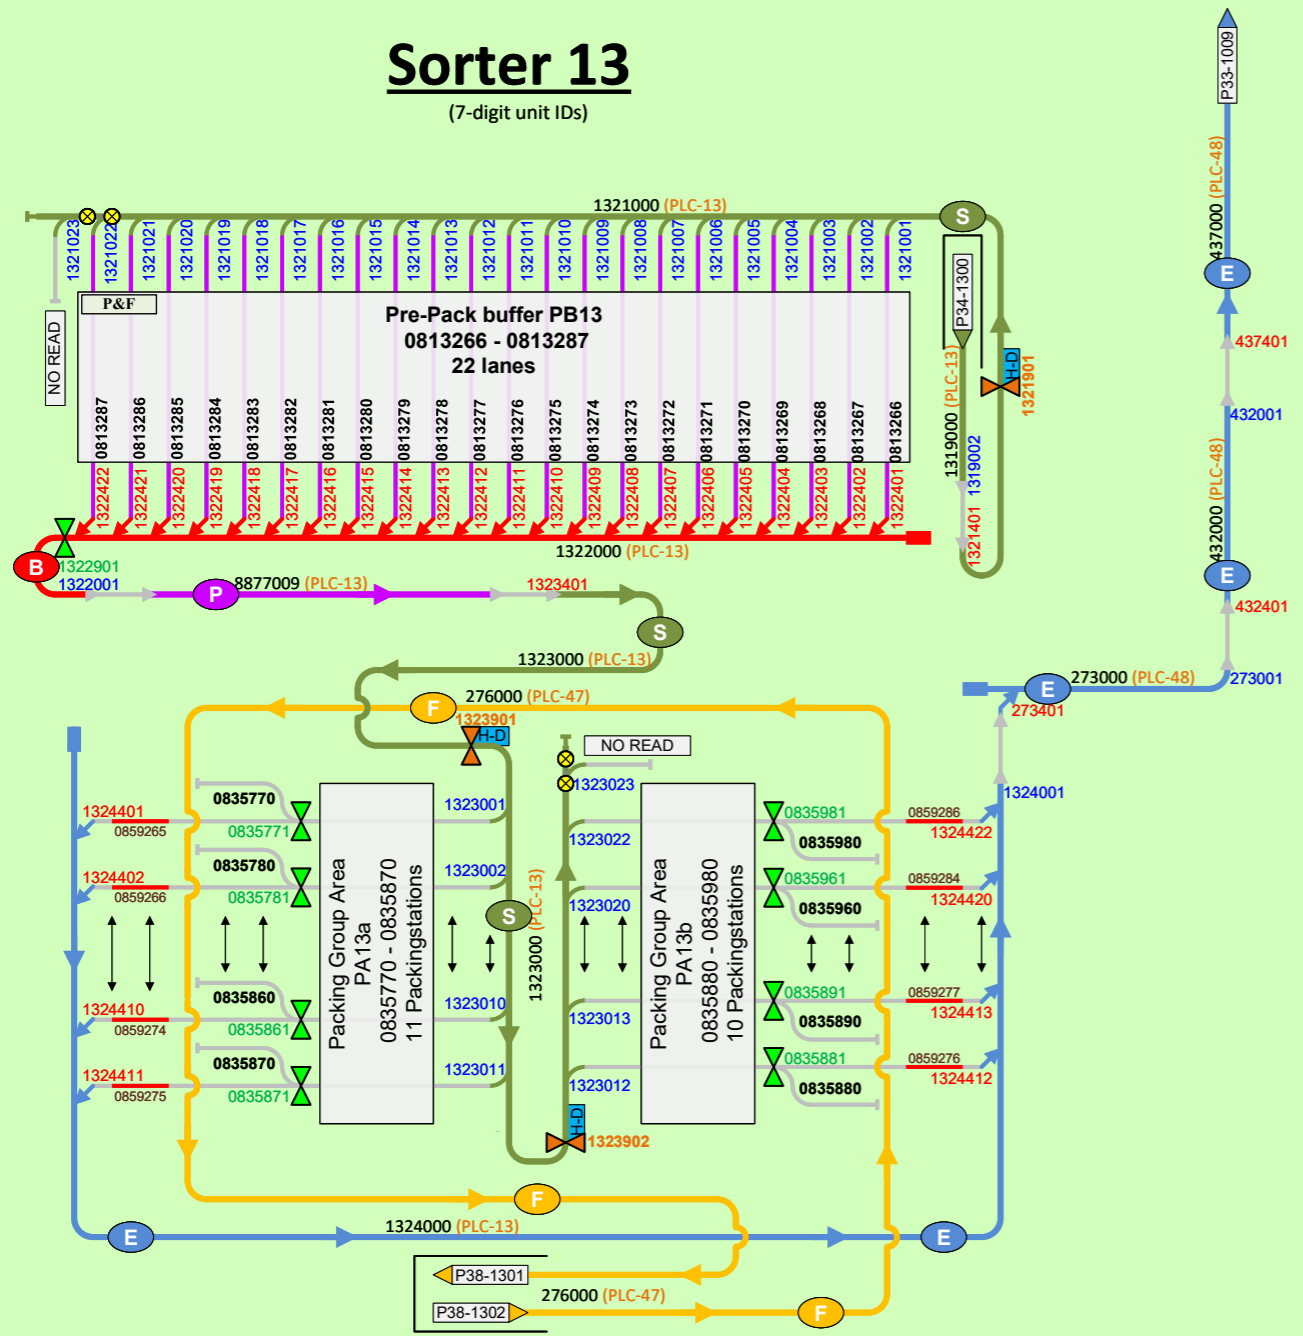 Sorter 13
(7-digit unit IDs)
P33-1009
437000 (PLC-48)
E
437401
432001
432000 (PLC-48)
E
432401
273001
273000 (PLC-48)
E
273401
1321000 (PLC-13)
S
1321023
1321022
1321021
1321020
1321019
1321018
1321017
1321016
1321015
1321014
1321013
1321012
1321011
1321010
1321009
1321008
1321007
1321006
1321005
1321004
1321003
1321002
1321001
NO READ
P&F
Pre-Pack buffer PB13
0813266 - 0813287
22 lanes
0813287
0813286
0813285
0813284
0813283
0813282
0813281
0813280
0813279
0813278
0813277
0813276
0813275
0813274
0813273
0813272
0813271
0813270
0813269
0813268
0813267
0813266
1322422
1322421
1322420
1322419
1322418
1322417
1322416
1322415
1322414
1322413
1322412
1322411
1322410
1322409
1322408
1322407
1322406
1322405
1322404
1322403
1322402
1322401
P34-1300
1319000 (PLC-13)
1319002
1321401
H-D
1321901
1322000 (PLC-13)
B
1322901
1322001
P
8877009 (PLC-13)
1323401
S
1323000 (PLC-13)
276000 (PLC-47)
F
1323901
H-D
NO READ
1323023
1324401
0859265
0835770
0835771
1323001
1324402
0859266
0835780
0835781
1323002
1324410
0859274
0835860
0835861
1323010
1324411
0859275
0835870
0835871
1323011
Packing Group Area
PA13a
0835770 - 0835870
11 Packingstations
S
1323000 (PLC-13)
1323022
1323020
1323013
1323012
H-D
1323902
Packing Group Area
PA13b
0835880 - 0835980
10 Packingstations
0835981
0835980
0859286
1324422
0835961
0835960
0859284
1324420
0835891
0835890
0859277
1324413
0835881
0835880
0859276
1324412
1324001
F
E
1324000 (PLC-13)
E
P38-1301
276000 (PLC-47)
P38-1302
F